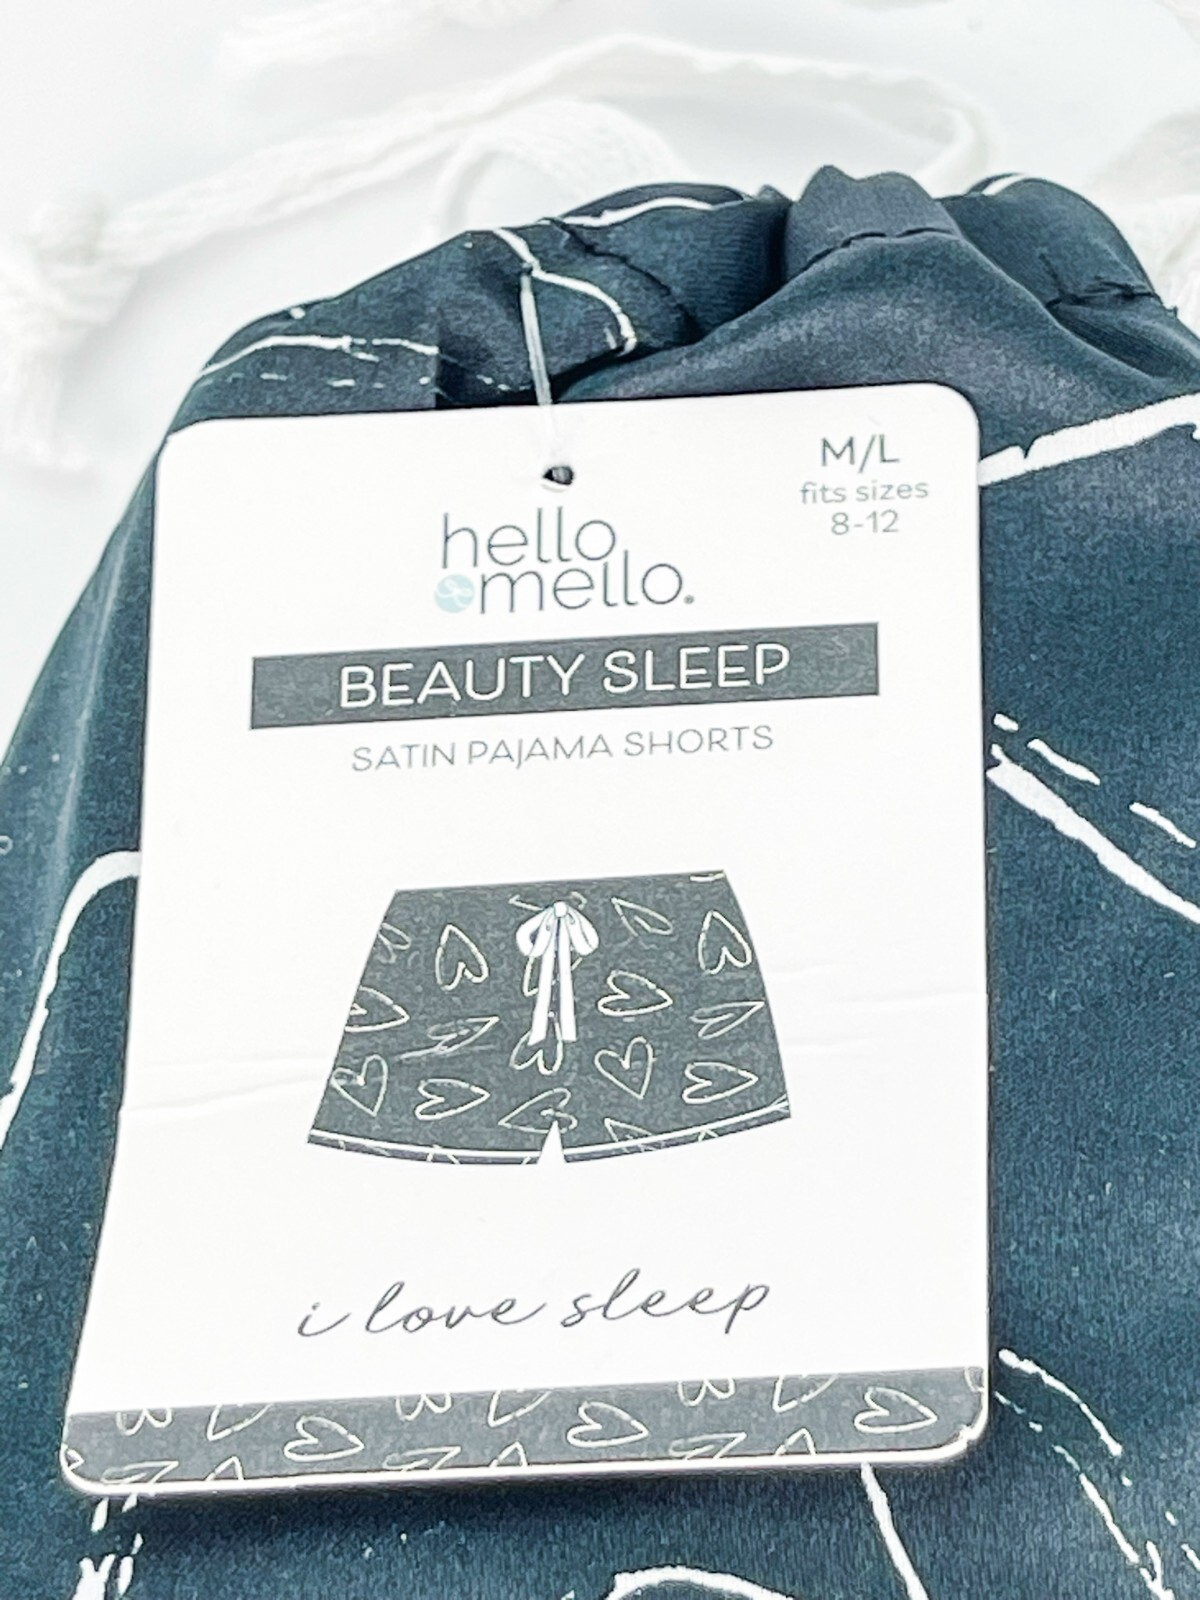 M/L
fits sizes
8-12
hello
mello.
BEAUTY SLEEP
SATIN PAJAMA SHORTS
i love sleep